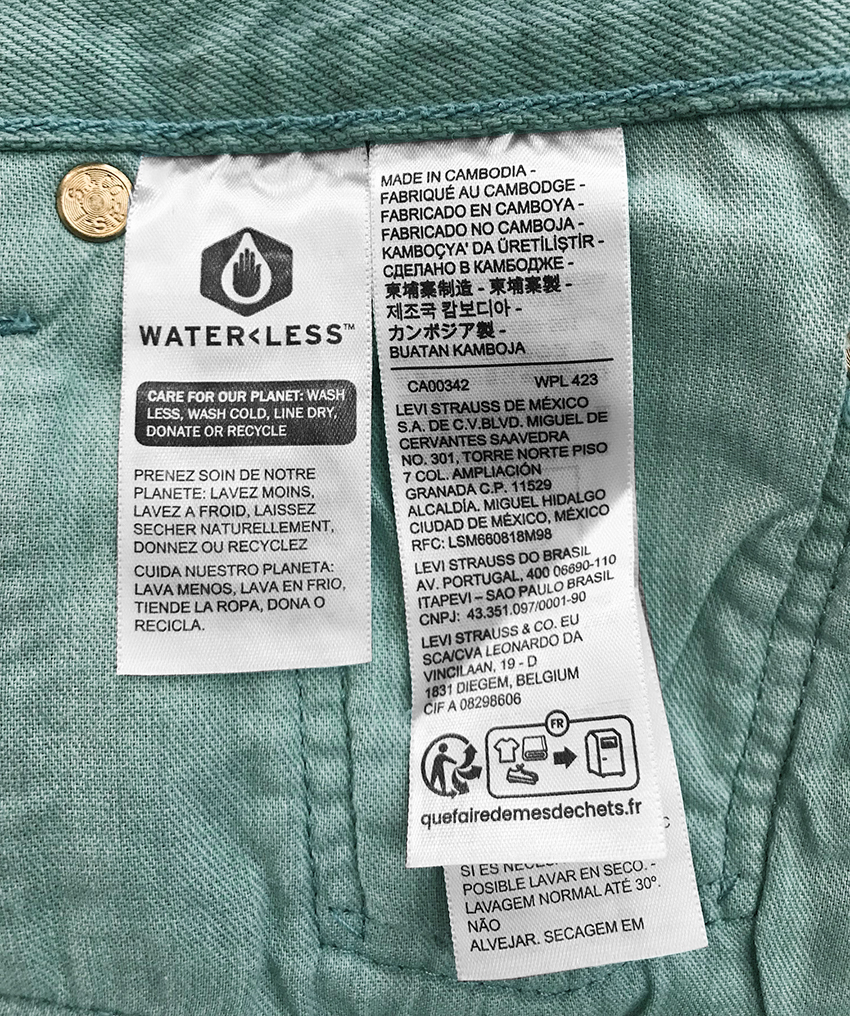 WATER<LESS™
CARE FOR OUR PLANET: WASH
LESS, WASH COLD, LINE DRY,
DONATE OR RECYCLE
PRENEZ SOIN DE NOTRE
PLANETE: LAVEZ MOINS,
LAVEZ A FROID, LAISSEZ
SECHER NATURELLEMENT,
DONNEZ OU RECYCLEZ
CUIDA NUESTRO PLANETA:
LAVA MENOS, LAVA EN FRIO,
TIENDE LA ROPA, DONA O
RECICLA.
MADE IN CAMBODIA -
FABRIQUÉ AU CAMBODGE -
FABRICADO EN CAMBOYA -
FABRICADO NO CAMBOJA -
KAMBOÇYA' DA ÜRETİLİŞTİR -
СДЕЛАНО В КАМБОДЖЕ -
柬埔寨制造 - 柬埔寨製 -
제조국 캄보디아 -
カンボジア製 -
BUATAN KAMBOJA
CA00342 WPL 423
LEVI STRAUSS DE MÉXICO
S.A. DE C.V.BLVD. MIGUEL DE
CERVANTES SAAVEDRA
NO. 301, TORRE NORTE PISO
7 COL. AMPLIACIÓN
GRANADA C.P. 11529
ALCALDÍA. MIGUEL HIDALGO
CIUDAD DE MÉXICO, MÉXICO
RFC: LSM660818M98
LEVI STRAUSS DO BRASIL
AV. PORTUGAL, 400 06690-110
ITAPEVI – SAO PAULO BRASIL
CNPJ: 43.351.097/0001-90
LEVI STRAUSS & CO. EU
SCA/CVA LEONARDO DA
VINCILAAN, 19 - D
1831 DIEGEM, BELGIUM
CIF A 08298606
FR
quefairedemesdechets.fr
SI ES
POSIBLE LAVAR EN SECO. -
LAVAGEM NORMAL ATÉ 30º.
NÃO
ALVEJAR. SECAGEM EM